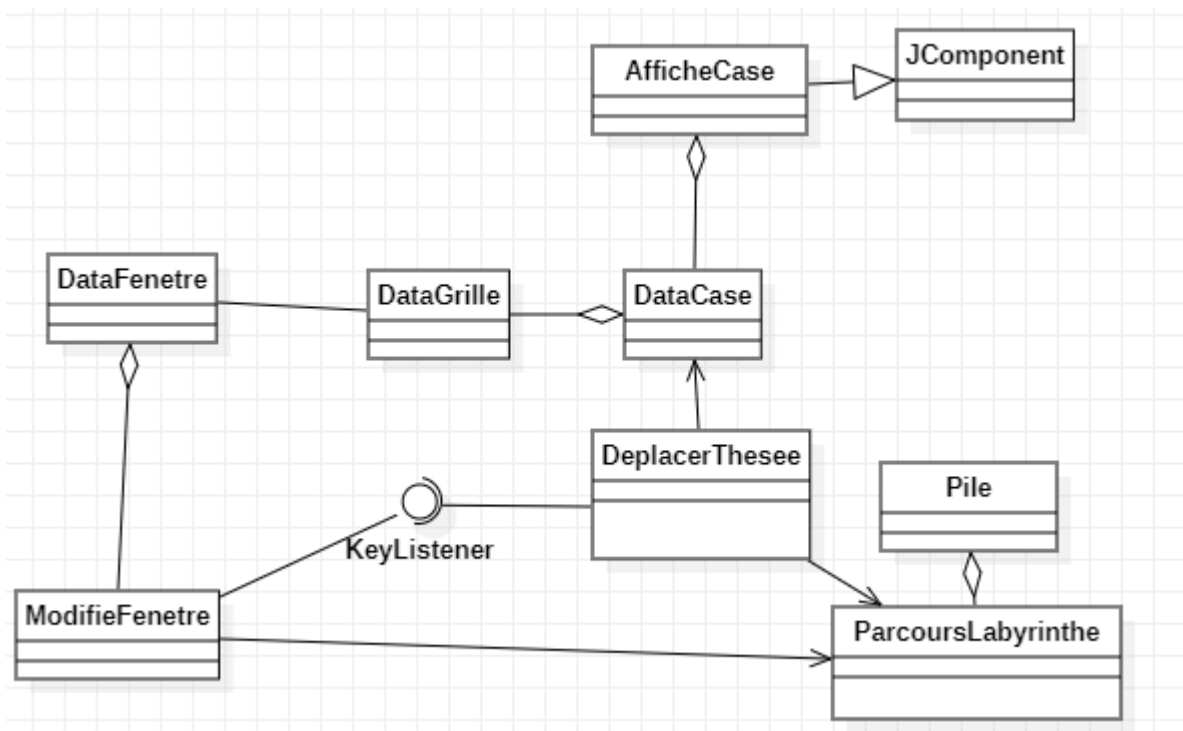 AfficheCase
JComponent
DataFenetre
DataGrille
DataCase
DeplacerThesee
Pile
KeyListener
ModifieFenetre
ParcoursLabyrinthe